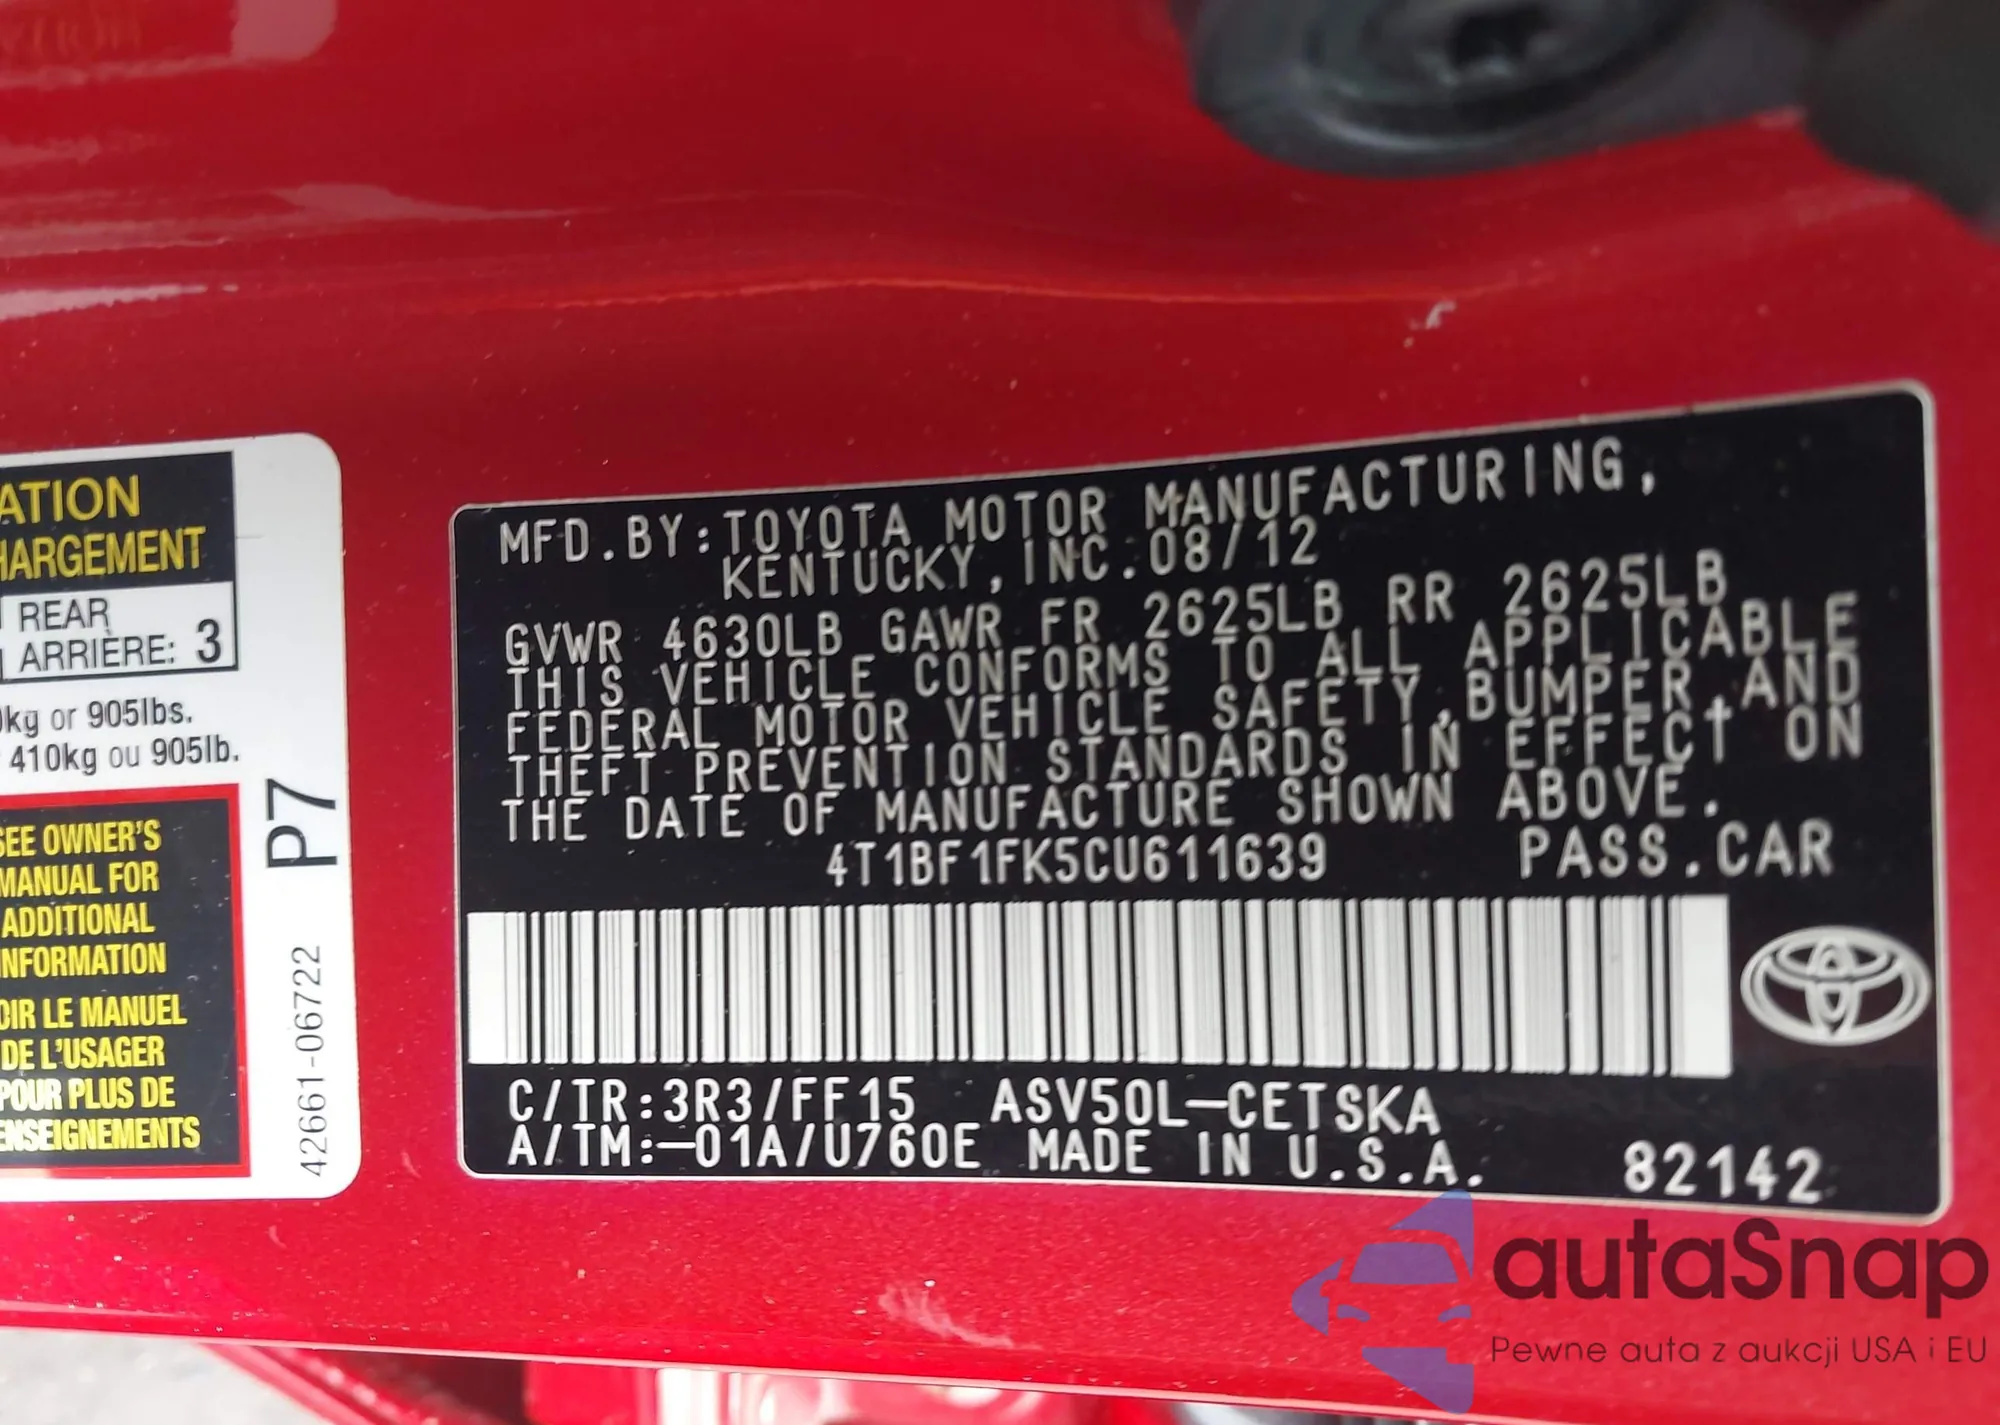 ATION
HARGEMENT
REAR
ARRIÈRE: 3
kg or 905lbs.
410kg ou 905lb.
SEE OWNER'S
MANUAL FOR
ADDITIONAL
INFORMATION
OIR LE MANUEL
DE L'USAGER
POUR PLUS DE
ENSEIGNEMENTS
P7
42661-06722
MFD.BY:TOYOTA MOTOR MANUFACTURING,
KENTUCKY,INC.08/12
GVWR 4630LB GAWR FR 2625LB RR 2625LB
THIS VEHICLE CONFORMS TO ALL APPLICABLE
FEDERAL MOTOR VEHICLE SAFETY,BUMPER,AND
THEFT PREVENTION STANDARDS IN EFFECT ON
THE DATE OF MANUFACTURE SHOWN ABOVE.
4T1BF1FK5CU611639 PASS.CAR
C/TR:3R3/FF15 ASV50L-CETSKA
A/TM:-01A/U760E MADE IN U.S.A. 82142
autaSnap
Pewne auta z aukcji USA i EU